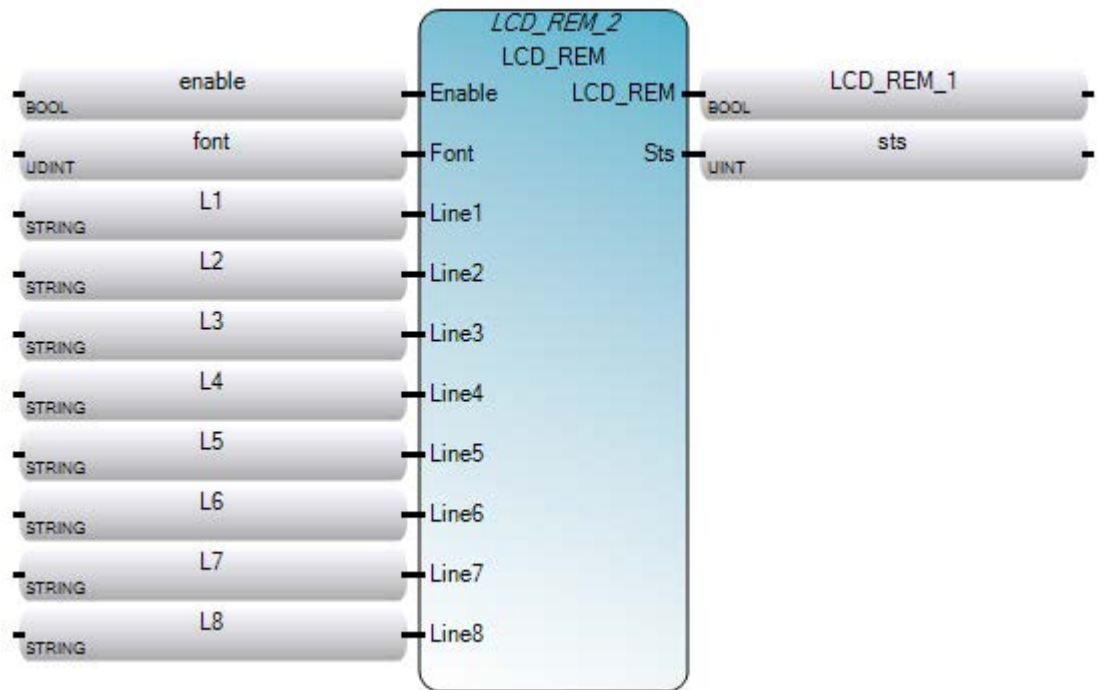 LCD_REM_2
LCD_REM
enable
BOOL
Enable
LCD_REM
LCD_REM_1
BOOL
font
UDINT
Font
Sts
sts
UINT
L1
STRING
Line1
L2
STRING
Line2
L3
STRING
Line3
L4
STRING
Line4
L5
STRING
Line5
L6
STRING
Line6
L7
STRING
Line7
L8
STRING
Line8